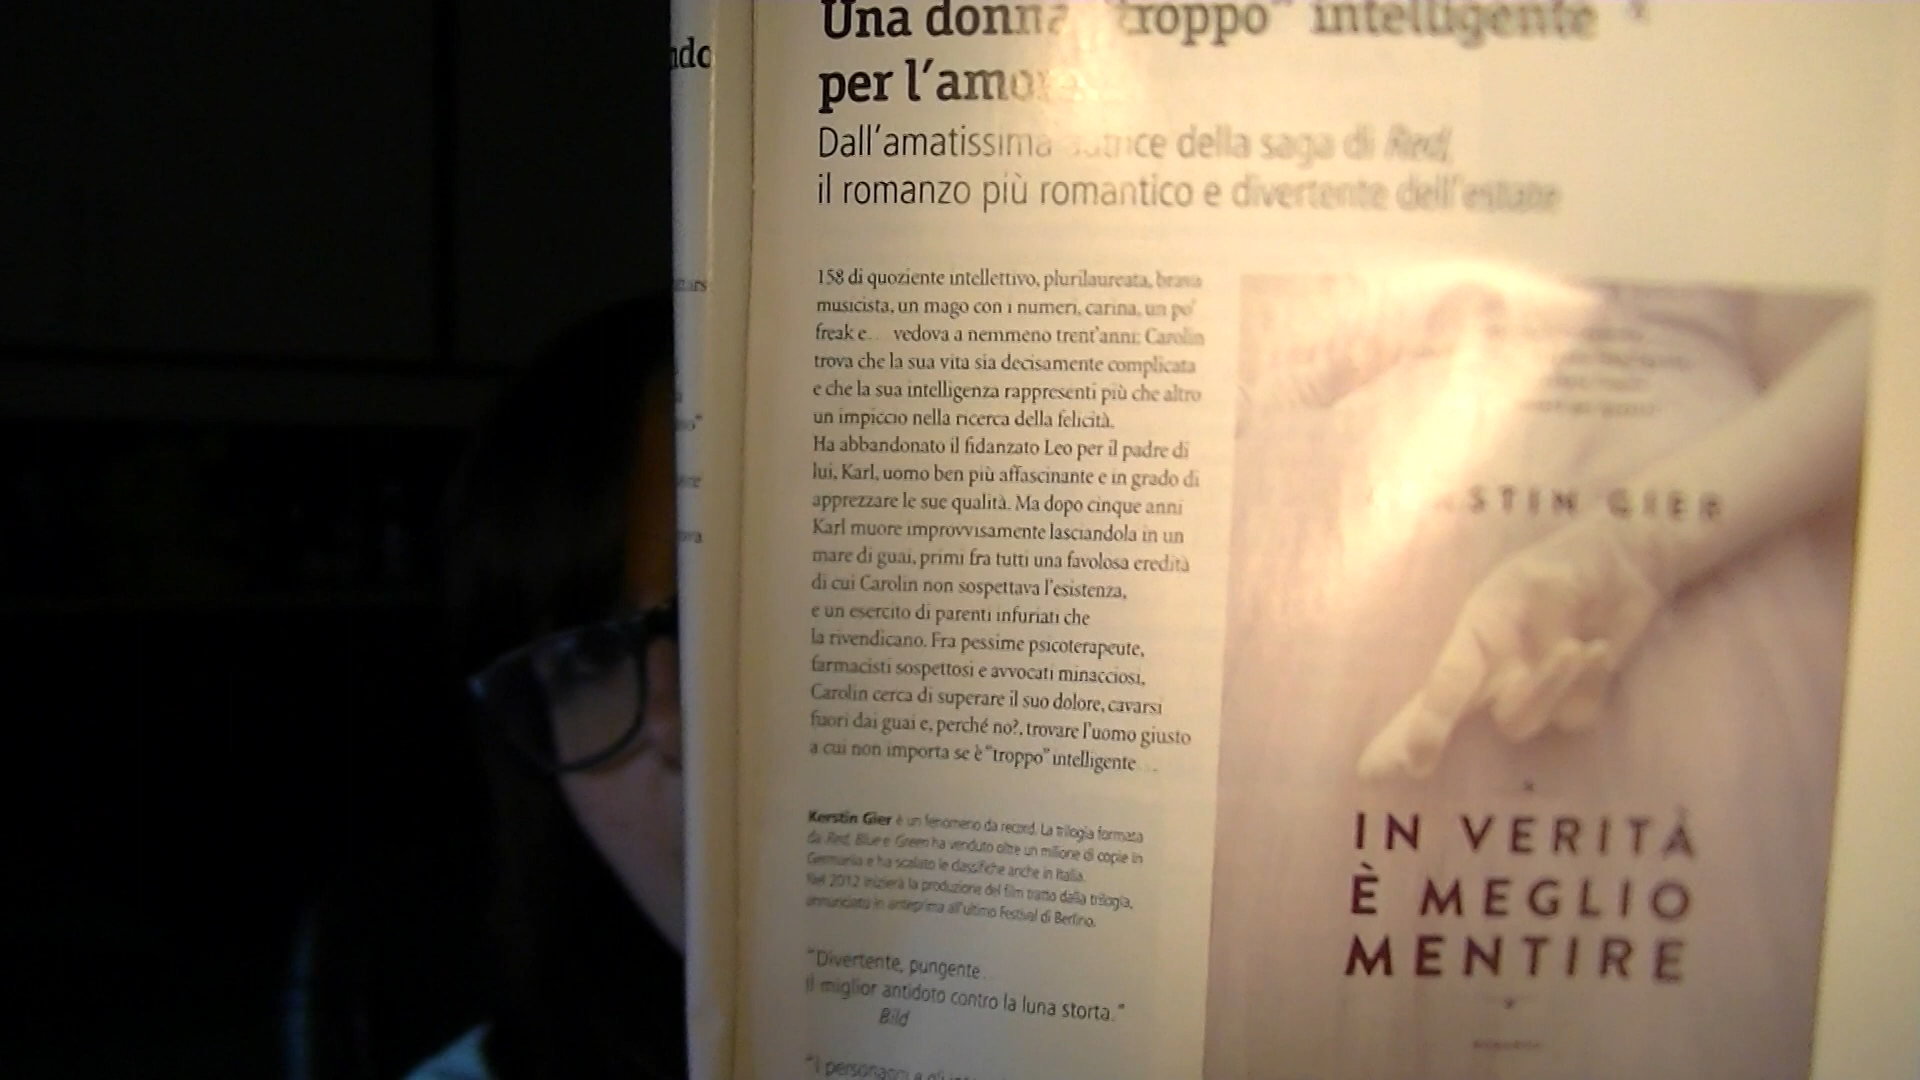 ndo
Una donna "troppo" intelligente
per l'amo
Dall'amatissima autrice della saga di Red,
il romanzo più romantico e divertente dell'estate
158 di quoziente intellettivo, plurilaureata, brava
musicista, un mago con i numeri, carina, un po'
freak e... vedova a nemmeno trent'anni: Carolin
trova che la sua vita sia decisamente complicata
e che la sua intelligenza rappresenti più che altro
un impiccio nella ricerca della felicità.
Ha abbandonato il fidanzato Leo per il padre di
lui, Karl, uomo ben più affascinante e in grado di
apprezzare le sue qualità. Ma dopo cinque anni
Karl muore improvvisamente lasciandola in un
mare di guai, primi fra tutti una favolosa eredità
di cui Carolin non sospettava l'esistenza,
e un esercito di parenti infuriati che
la rivendicano. Fra pessime psicoterapeute,
farmacisti sospettosi e avvocati minacciosi,
Carolin cerca di superare il suo dolore, cavarsi
fuori dai guai e, perché no?, trovare l'uomo giusto
a cui non importa se è "troppo" intelligente...
Kerstin Gier è un fenomeno da record. La trilogia formata
da Red, Blue e Green ha venduto oltre un milione di copie in
Germania e ha scalato le classifiche anche in Italia.
Nel 2012 inizierà la produzione del film tratto dalla trilogia,
annunciato in anteprima all'ultimo Festival di Berlino.
"Divertente, pungente.
Il miglior antidoto contro la luna storta."
Bild
"I personaggi
STIN GIER
IN VERITÀ
È MEGLIO
MENTIRE